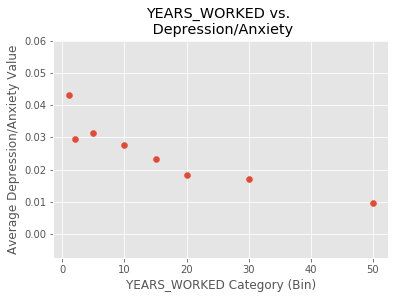 YEARS_WORKED vs.
Depression/Anxiety
Average Depression/Anxiety Value
0.06
0.05
0.04
0.03
0.02
0.01
0.00
0 10 20 30 40 50
YEARS_WORKED Category (Bin)